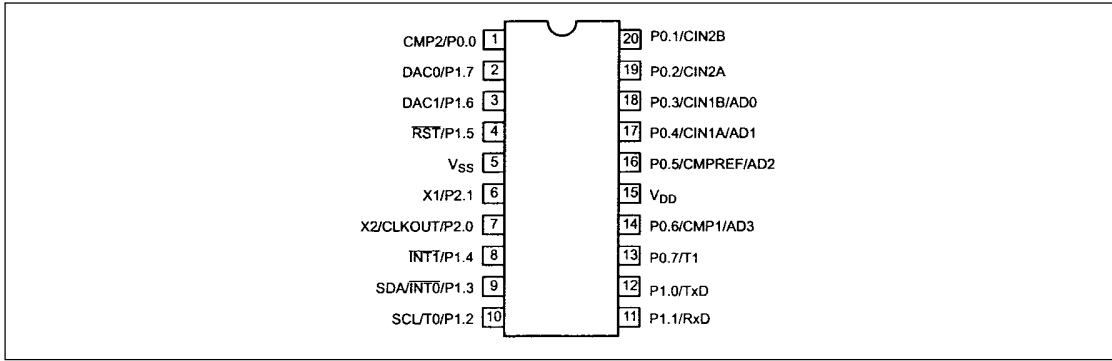 CMP2/P0.0 1 20 P0.1/CIN2B
DAC0/P1.7 2 19 P0.2/CIN2A
DAC1/P1.6 3 18 P0.3/CIN1B/AD0
R̅S̅T̅/P1.5 4 17 P0.4/CIN1A/AD1
VSS 5 16 P0.5/CMPREF/AD2
X1/P2.1 6 15 VDD
X2/CLKOUT/P2.0 7 14 P0.6/CMP1/AD3
I̅N̅T̅1̅/P1.4 8 13 P0.7/T1
SDA/I̅N̅T̅0̅/P1.3 9 12 P1.0/TxD
SCL/T0/P1.2 10 11 P1.1/RxD